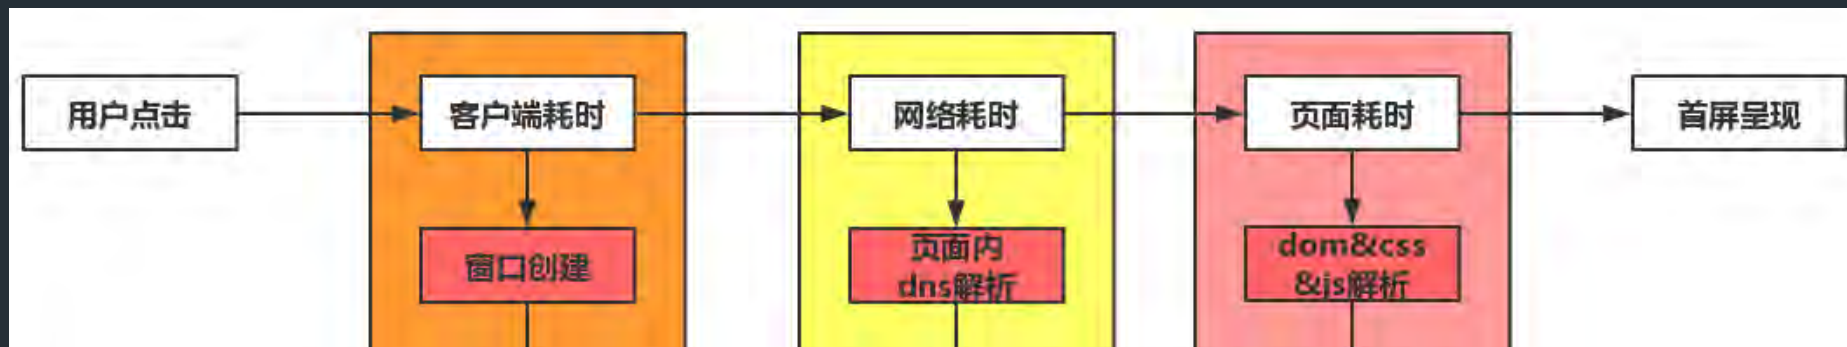 用户点击
客户端耗时
网络耗时
页面耗时
首屏呈现
窗口创建
页面内
dns解析
dom&css
&js解析